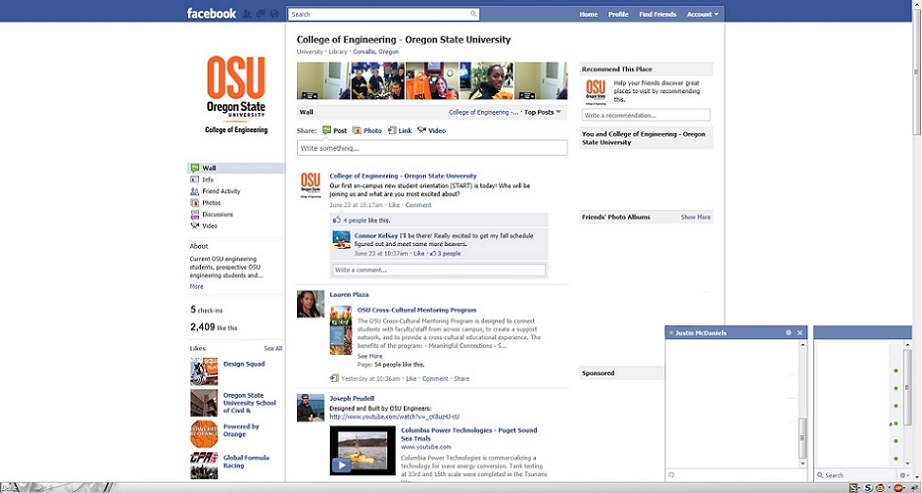 facebook
Search
Home Profile Find Friends Account
College of Engineering - Oregon State University
University · Library · Corvallis, Oregon
OSU
Oregon State
UNIVERSITY
College of Engineering
Wall
Info
Friend Activity
Photos
Discussions
Video
About
Current OSU engineering
students, prospective OSU
engineering students and...
More
5 check-ins
2,409 like this
Likes See All
Design Squad
Oregon State
University School
of Civil &
Powered by
Orange
Global Formula
Racing
Wall College of Engineering -... · Top Posts
Share: Post Photo Link Video
Write something...
OSU
College of Engineering - Oregon State University
Our first on-campus new student orientation (START) is today! Who will be
joining us and what are you most excited about?
June 23 at 10:17am · Like · Comment
4 people like this.
Connor Kelsay I'll be there! Really excited to get my fall schedule
figured out and meet some more beavers.
June 23 at 10:37am · Like · 3 people
Write a comment...
Lauren Plaza
OSU Cross-Cultural Mentoring Program
The OSU Cross-Cultural Mentoring Program is designed to connect
students with faculty/staff from across campus, to create a support
network, and to provide a cross-cultural educational experience. The
benefits of the program: - Meaningful Connections - S...
See More
Page: 54 people like this.
Yesterday at 10:36am · Like · Comment · Share
Joseph Prudell
Designed and Built by OSU Engineers:
Columbia Power Technologies - Puget Sound
Sea Trials
www.youtube.com
Columbia Power Technologies is commercializing a
technology for wave energy conversion. Tank testing
at 33rd and 15th scale were completed in the Tsunami
Recommend This Place
OSU
Help your friends discover great
places to visit by recommending
this.
Write a recommendation...
You and College of Engineering - Oregon
State University
Friends' Photo Albums Show More
Sponsored
Justin McDaniels
Search
Done